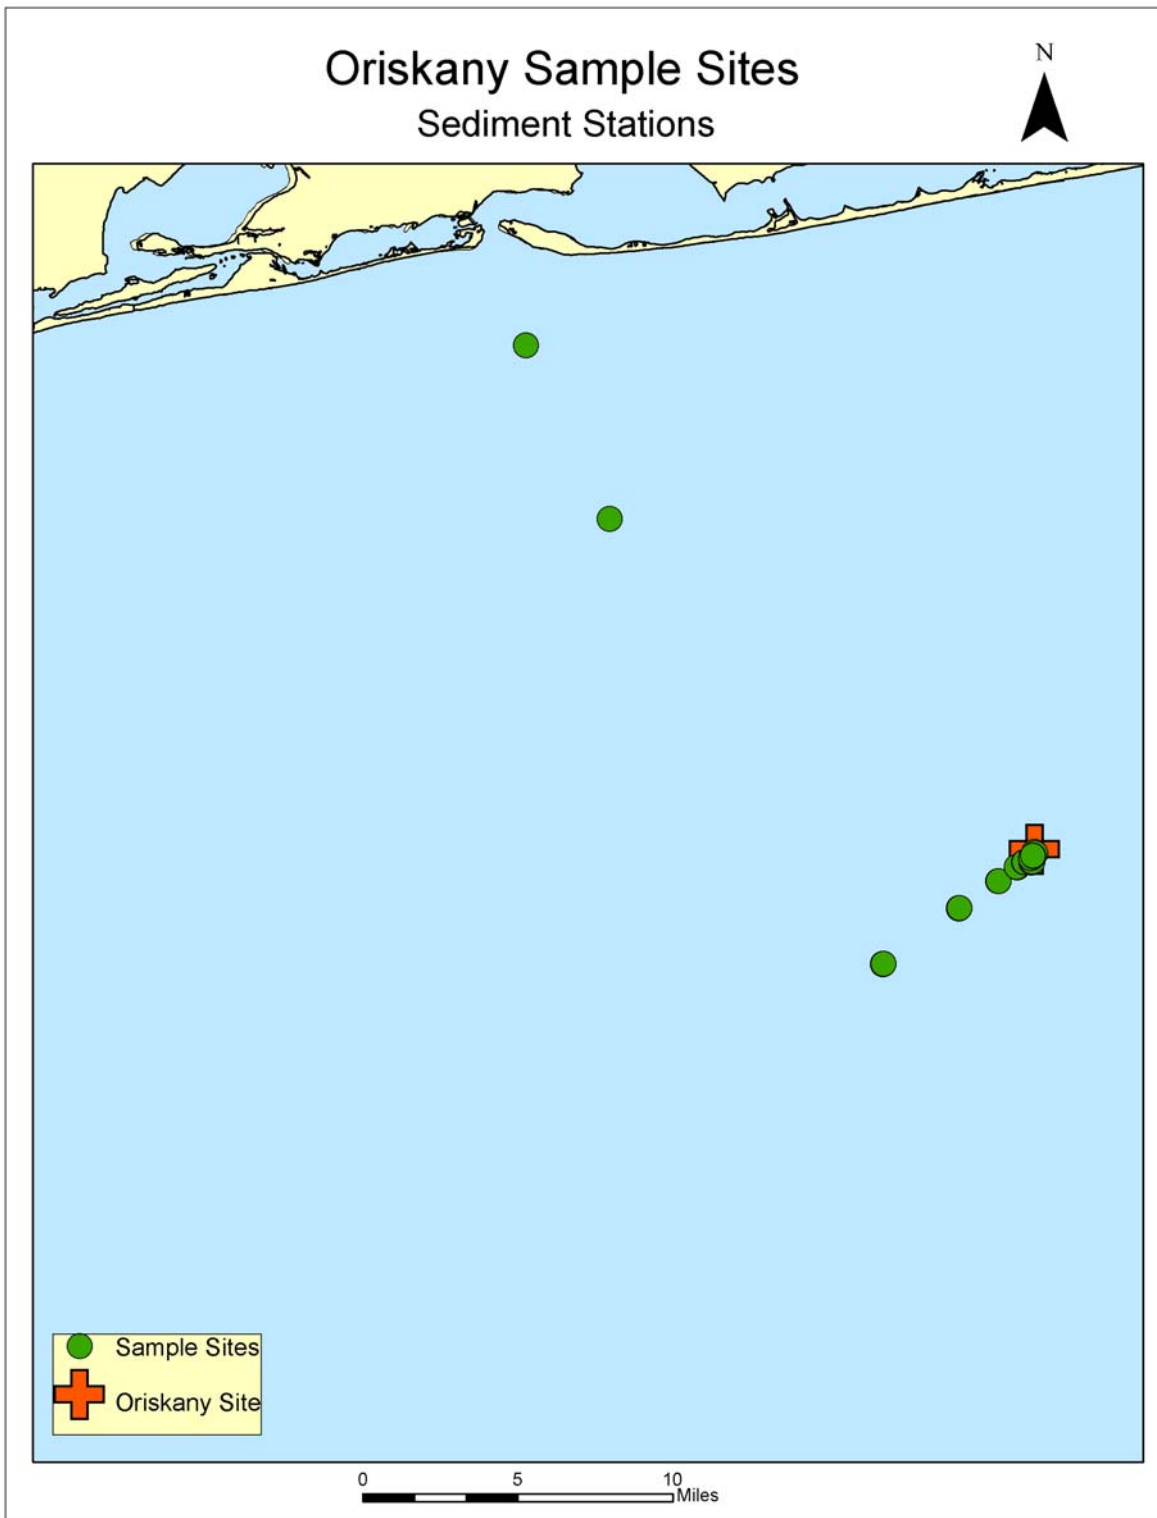 Oriskany Sample Sites
N
Sediment Stations
Sample Sites
Oriskany Site
0 5 10
Miles